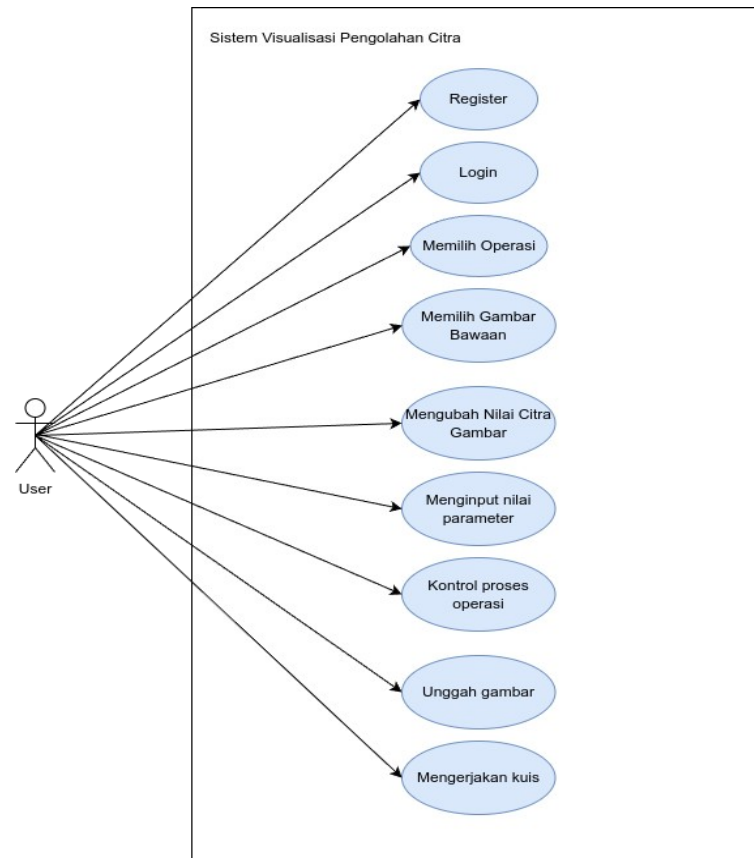 Sistem Visualisasi Pengolahan Citra
Register
Login
Memilih Operasi
Memilih Gambar
Bawaan
Mengubah Nilai Citra
Gambar
Menginput nilai
parameter
Kontrol proses
operasi
Unggah gambar
Mengerjakan kuis
User